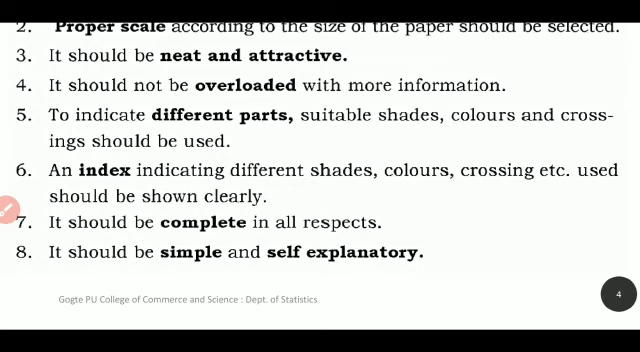 2. Proper scale according to the size of the paper should be selected.
3. It should be neat and attractive.
4. It should not be overloaded with more information.
5. To indicate different parts, suitable shades, colours and cross-
ings should be used.
6. An index indicating different shades, colours, crossing etc. used
should be shown clearly.
7. It should be complete in all respects.
8. It should be simple and self explanatory.
Gogte PU College of Commerce and Science : Dept. of Statistics
4